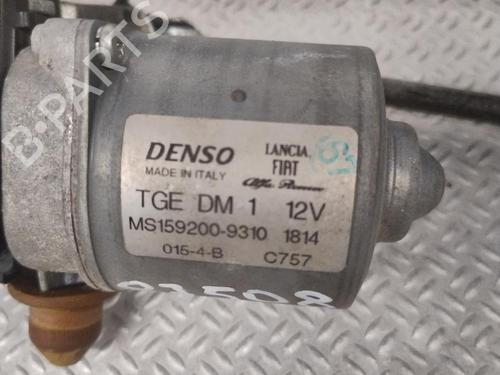 B-PARTS
DENSO
MADE IN ITALY
LANCIA
FIAT
Alfa Romeo
TGE DM 1 12V
MS159200-9310 1814
015-4-B C757